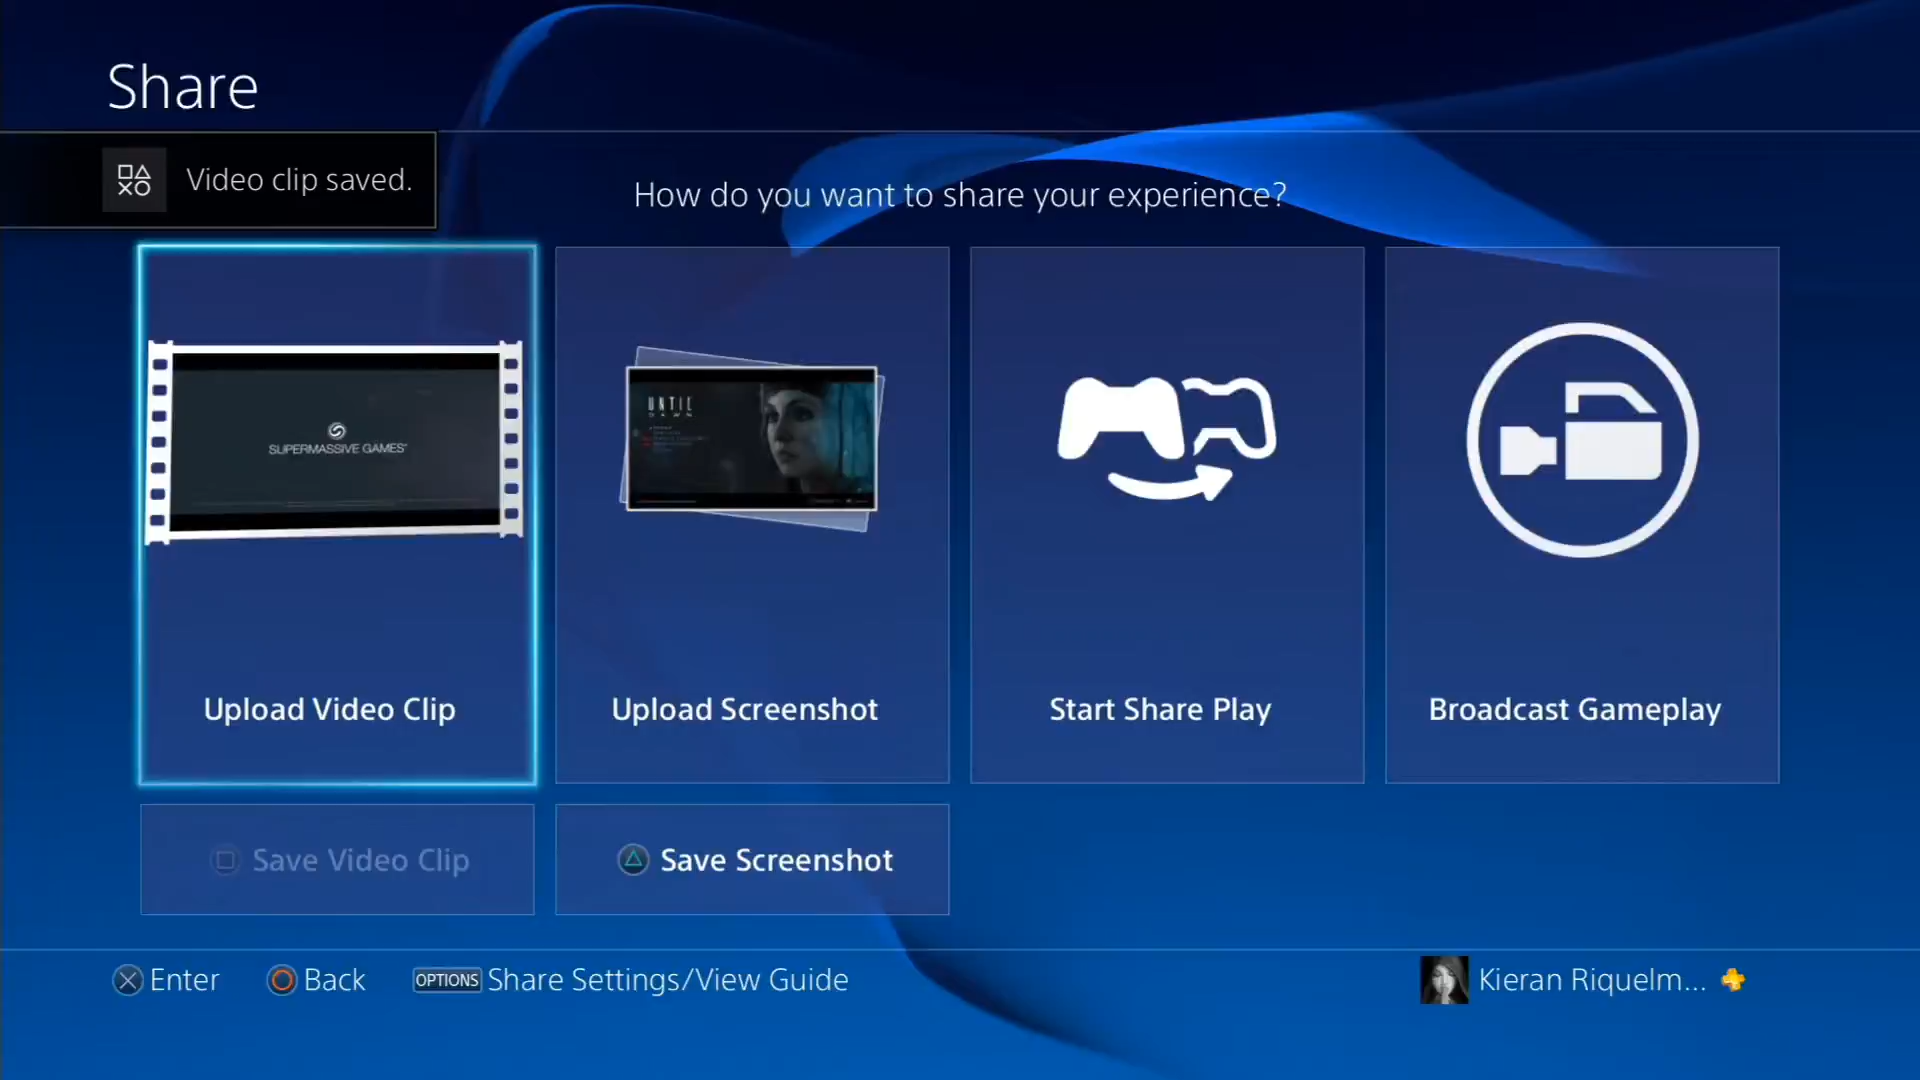 Share
Video clip saved.
How do you want to share your experience?
SUPERMASSIVE GAMES
UNTIL
DAWN
Upload Video Clip
Upload Screenshot
Start Share Play
Broadcast Gameplay
Save Video Clip
Save Screenshot
Enter
Back
OPTIONS Share Settings/View Guide
Kieran Riquelm...